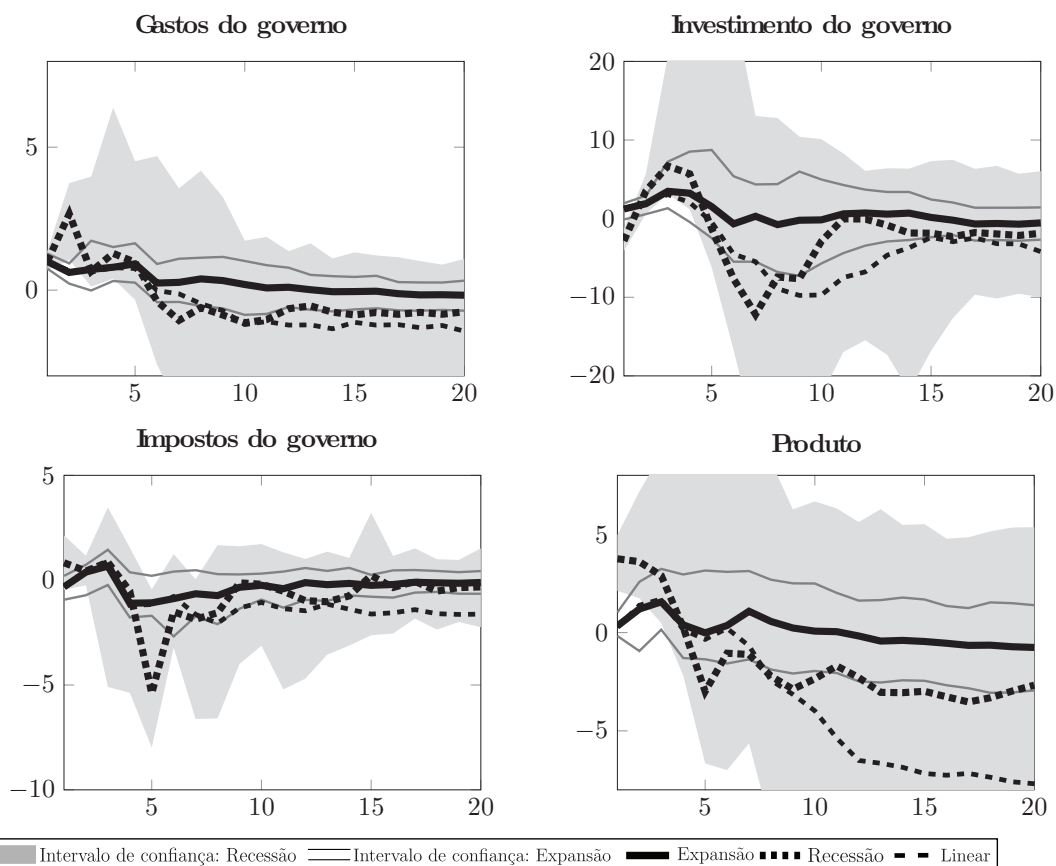 Gastos do governo
5
0
5 10 15 20
Investimento do governo
20
10
0
−10
−20
5 10 15 20
Impostos do governo
5
0
−5
−10
5 10 15 20
Produto
5
0
−5
5 10 15 20
Intervalo de confiança: Recessão Intervalo de confiança: Expansão Expansão Recessão Linear